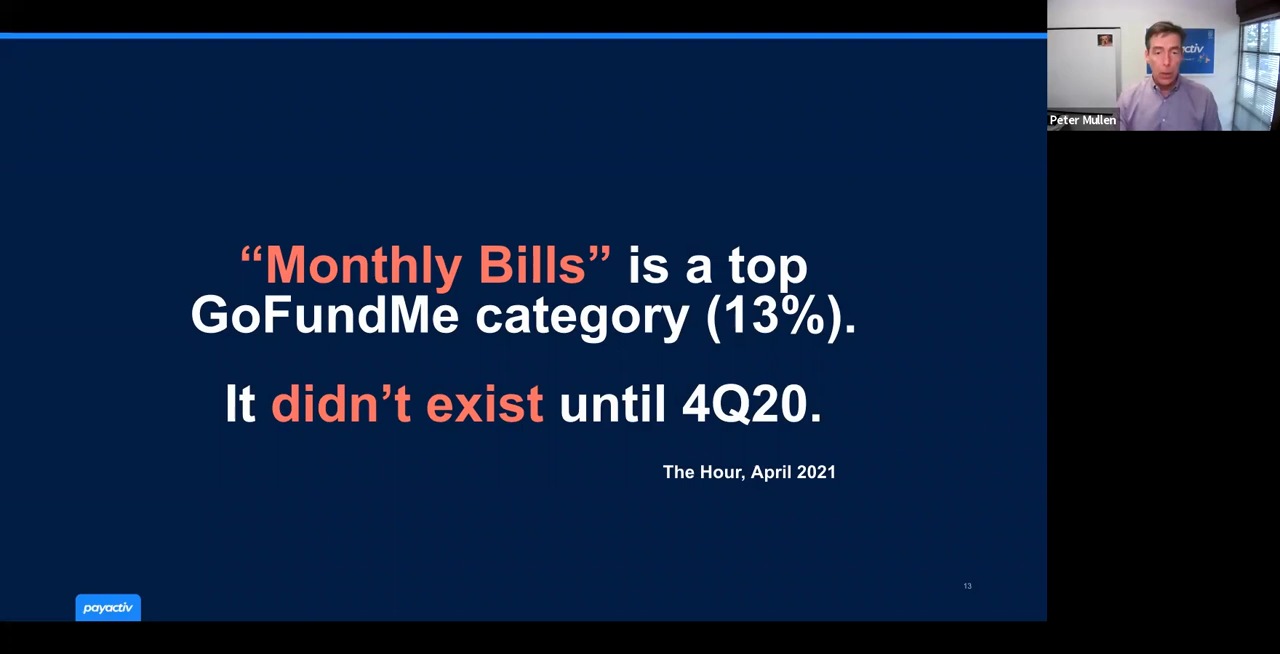 “Monthly Bills” is a top
GoFundMe category (13%).
It didn’t exist until 4Q20.
The Hour, April 2021
13
payactiv
ctiv
Peter Mullen